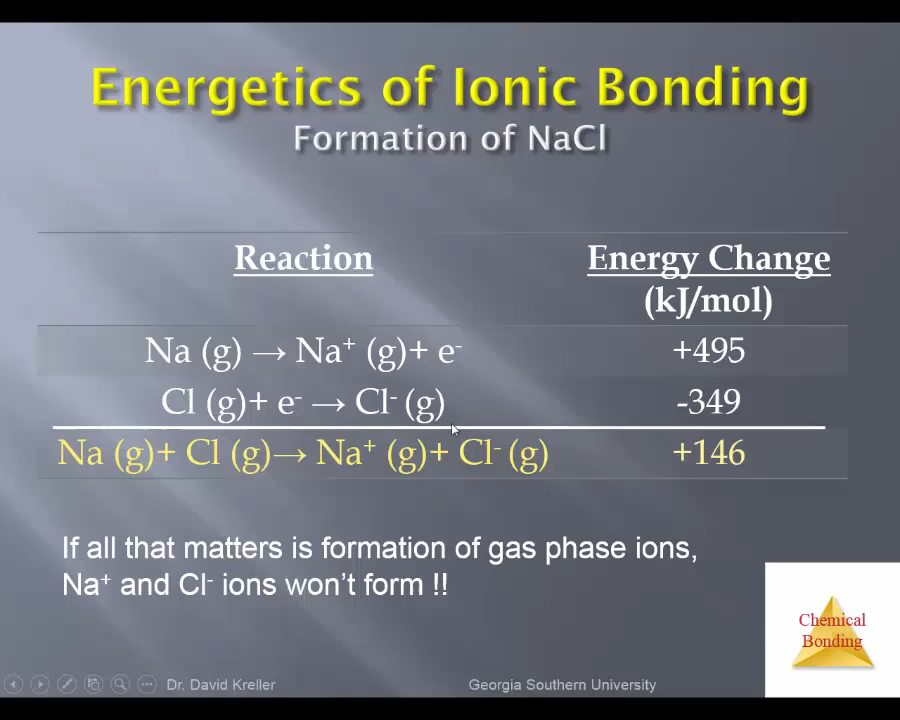 Energetics of Ionic Bonding
Formation of NaCl
Reaction
Energy Change
(kJ/mol)
Na (g) → Na⁺ (g)+ e⁻
+495
Cl (g)+ e⁻ → Cl⁻ (g)
-349
Na (g)+ Cl (g)→ Na⁺ (g)+ Cl⁻ (g)
+146
If all that matters is formation of gas phase ions,
Na⁺ and Cl⁻ ions won't form !!
Chemical
Bonding
Dr. David Kreller
Georgia Southern University